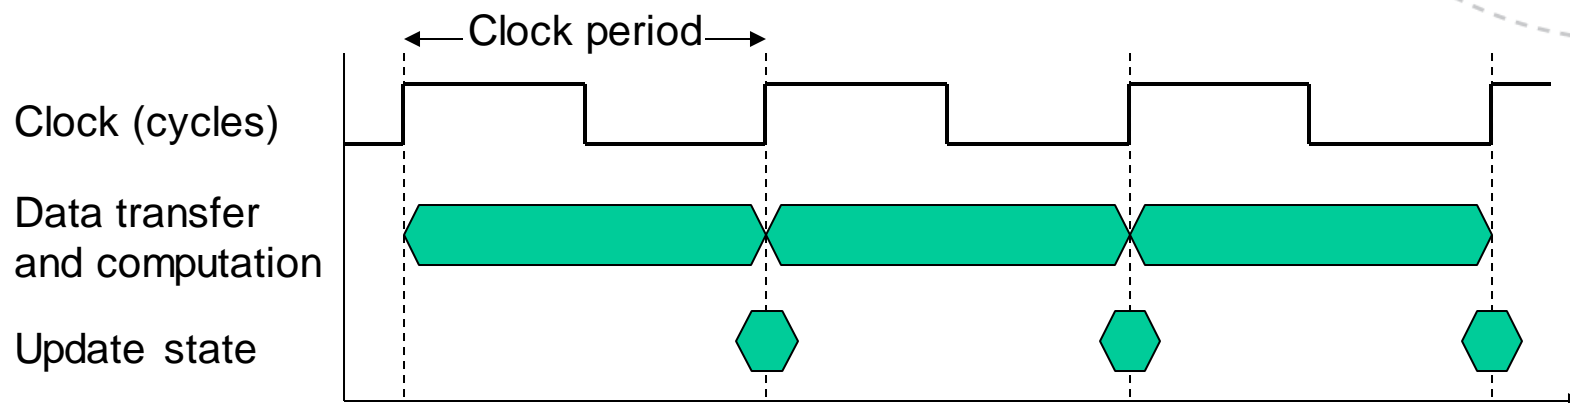 Clock period
Clock (cycles)
Data transfer
and computation
Update state